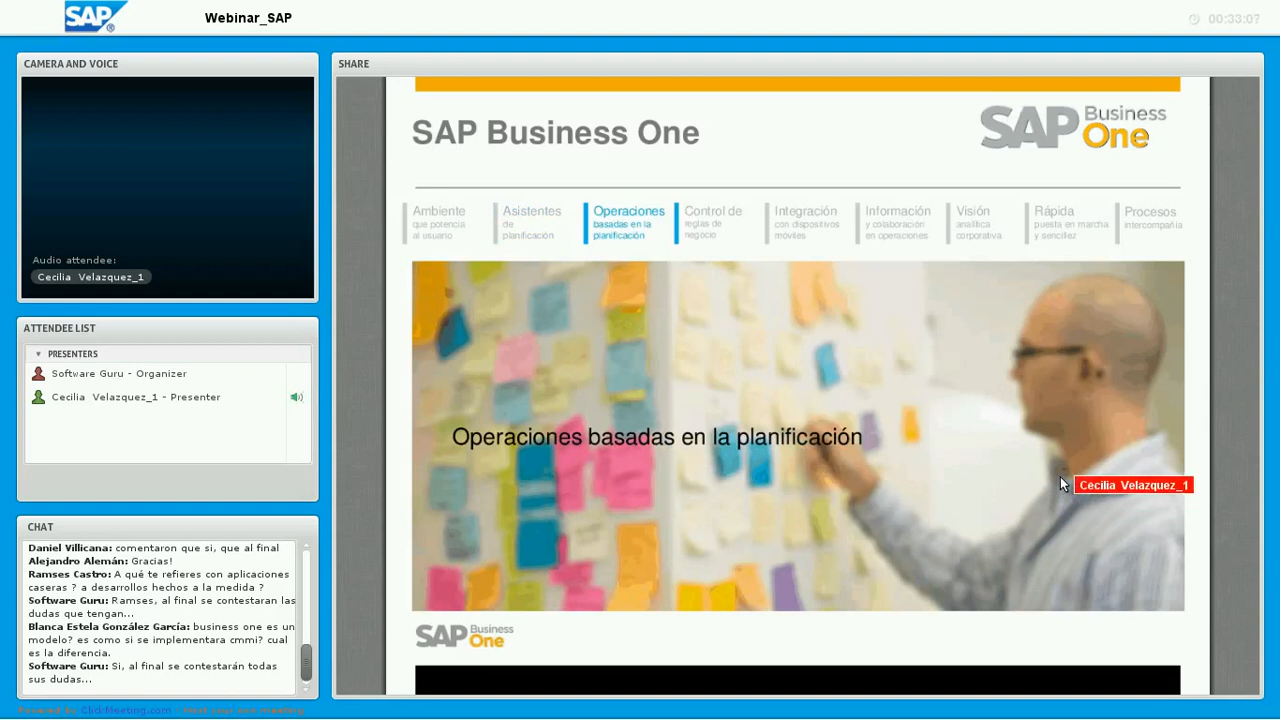 SAP
Webinar_SAP
00:33:07
CAMERA AND VOICE
Audio attendee:
Cecilia Velazquez_1
ATTENDEE LIST
PRESENTERS
Software Guru - Organizer
Cecilia Velazquez_1 - Presenter
CHAT
Daniel Villicana: comentaron que si, que al final
Alejandro Alemán: Gracias!
Ramses Castro: A qué te refieres con aplicaciones
caseras ? a desarrollos hechos a la medida ?
Software Guru: Ramses, al final se contestaran las
dudas que tengan...
Blanca Estela González García: business one es un
modelo? es como si se implementara cmmi? cual
es la diferencia.
Software Guru: Si, al final se contestarán todas
sus dudas...
Powered by ClickMeeting.com - Host your own meeting
SHARE
SAP Business One
SAP Business
One
Ambiente
que potencia
al usuario
Asistentes
de
planificación
Operaciones
basadas en la
planificación
Control de
reglas de
negocio
Integración
con dispositivos
móviles
Información
y colaboración
en operaciones
Visión
analítica
corporativa
Rápida
puesta en marcha
y sencillez
Procesos
intercompañia
Operaciones basadas en la planificación
Cecilia Velazquez_1
SAP Business
One